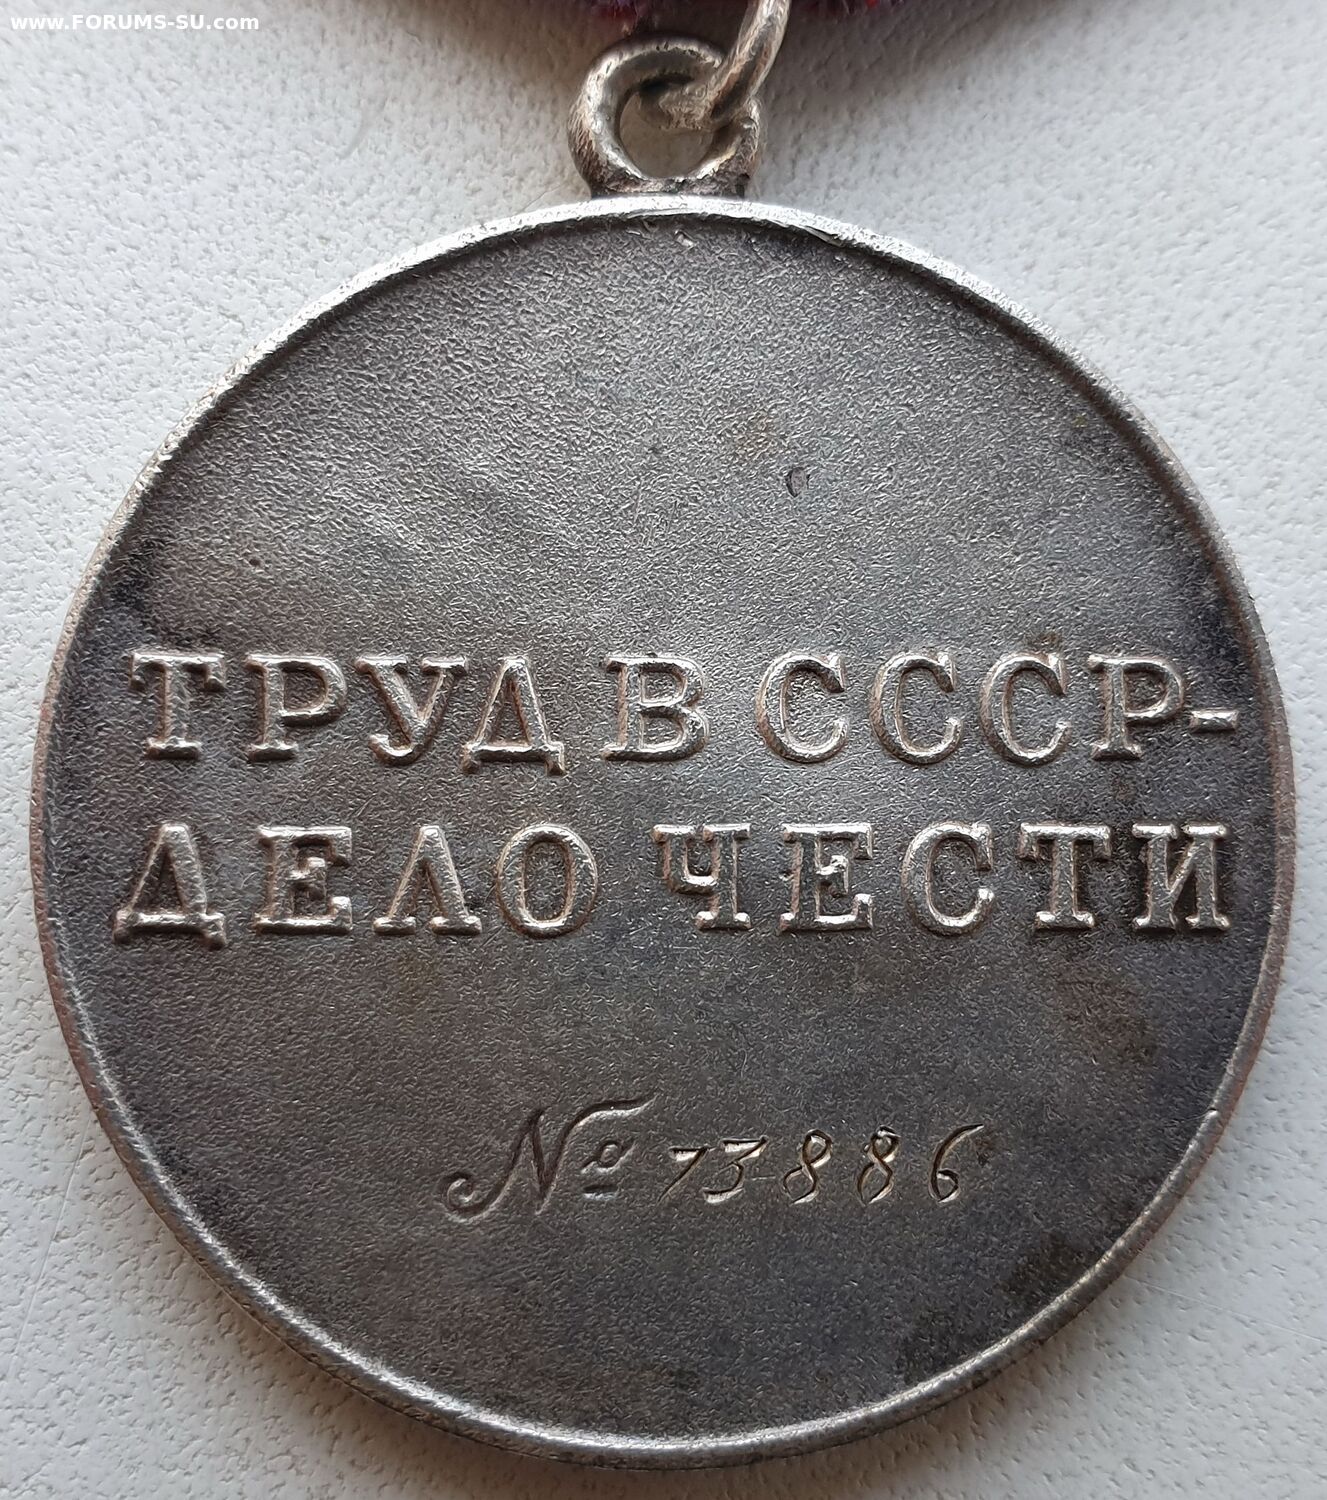 www.FORUMS-SU.com
ТРУД В СССР-
ДЕЛО ЧЕСТИ
№ 73886